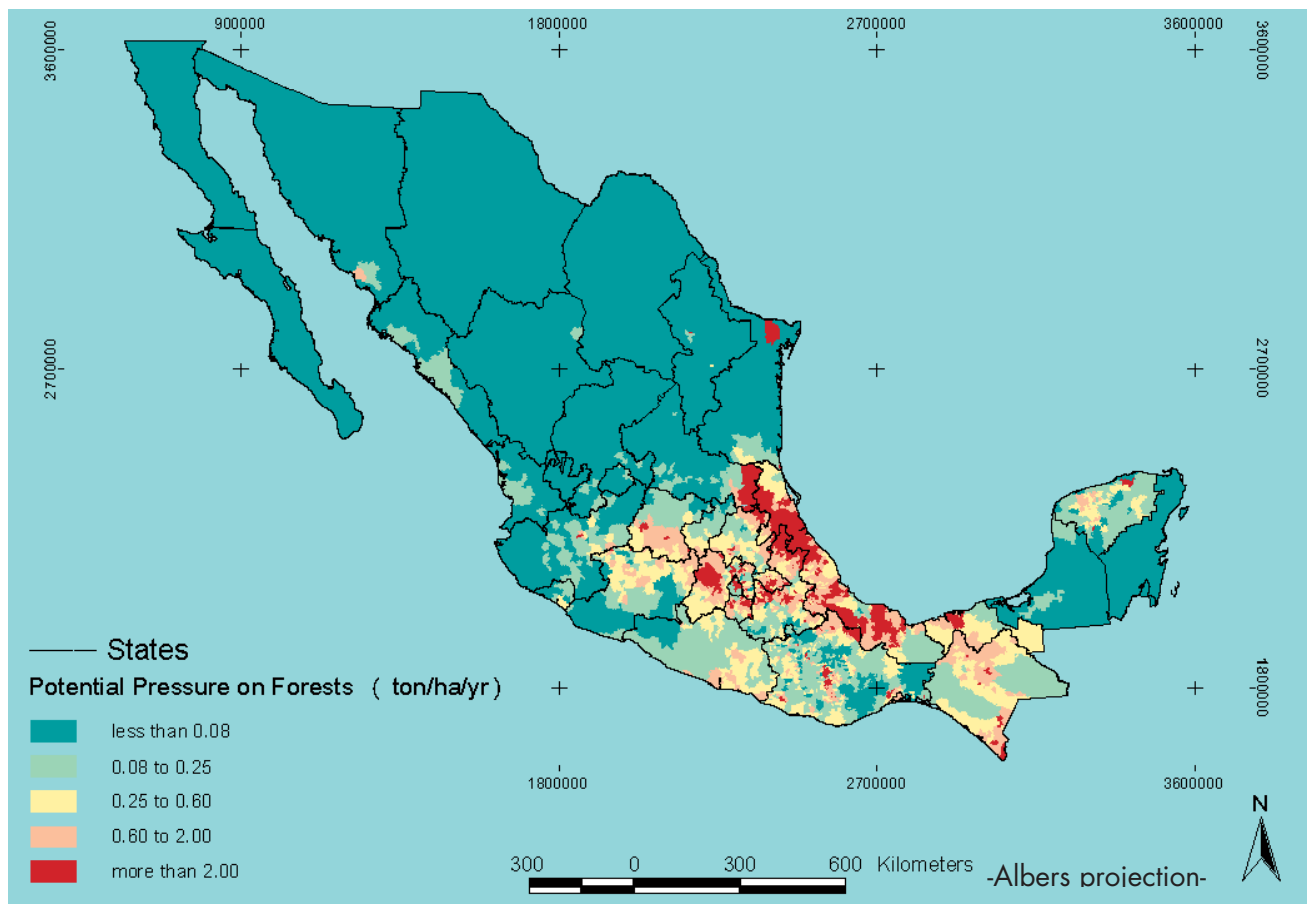 900000 1800000 2700000 3600000
3600000 3600000
2700000 2700000
States
Potential Pressure on Forests ( ton/ha/yr)
1800000
less than 0.08
0.08 to 0.25
1800000 2700000 3600000
0.25 to 0.60
N
0.60 to 2.00
more than 2.00
300 0 300 600 Kilometers
-Albers projection-